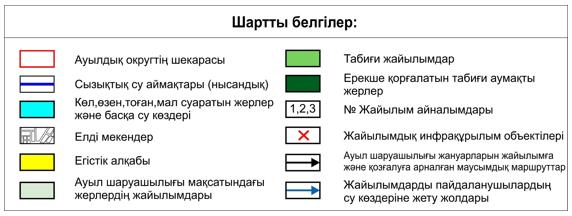 Шартты белгілер:
Ауылдық округтің шекарасы
Сызықтық су аймақтары (нысандық)
Көл,өзен,тоған,мал суаратын жерлер
және басқа су көздері
Елді мекендер
Егістік алқабы
Ауыл шаруашылығы мақсатындағы
жерлердің жайылымдары
Табиғи жайылымдар
Ерекше қорғалатын табиғи аумақты
жерлер
1,2,3
№ Жайылым айналымдары
Жайылымдық инфрақұрылым объектілері
Ауыл шаруашылығы жануарларын жайылымға
және қозғалуға арналған маусымдық маршруттар
Жайылымдарды пайдаланушылардың
су көздеріне жету жолдары